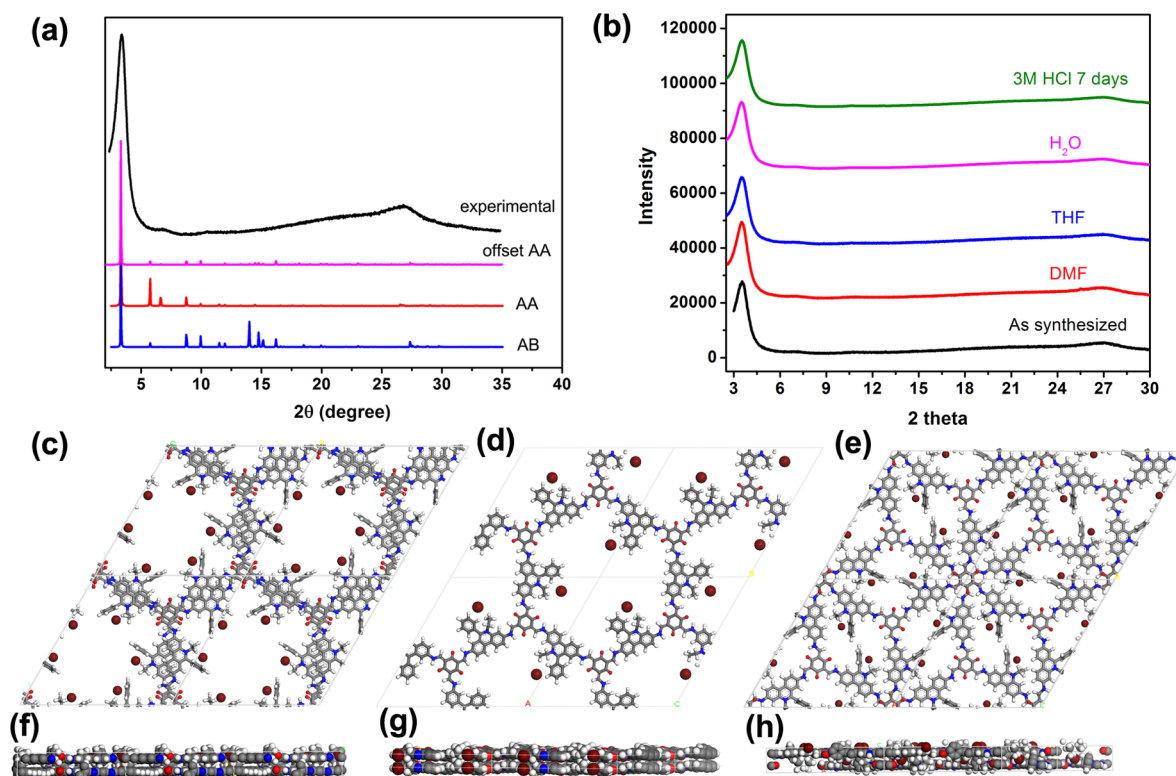 (a)
experimental
offset AA
AA
AB
5 10 15 20 25 30 35 40
2θ (degree)
(b)
120000
100000
80000
60000
40000
20000
0
Intensity
3M HCl 7 days
H₂O
THF
DMF
As synthesized
3 6 9 12 15 18 21 24 27 30
2 theta
(c)
(d)
A
C
(e)
(f)
(g)
(h)